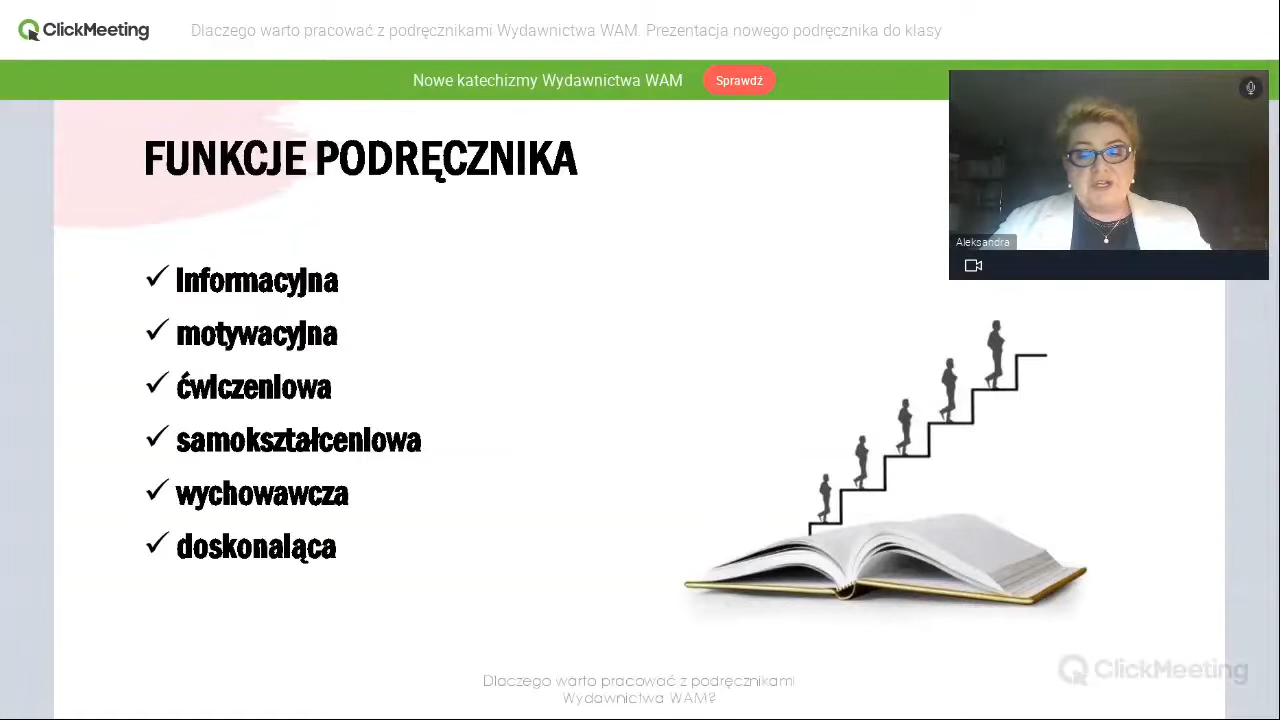 ClickMeeting
Dlaczego warto pracować z podręcznikami Wydawnictwa WAM. Prezentacja nowego podręcznika do klasy
Nowe katechizmy Wydawnictwa WAM
Sprawdź
FUNKCJE PODRĘCZNIKA
Aleksandra
✓ informacyjna
✓ motywacyjna
✓ ćwiczeniowa
✓ samokształceniowa
✓ wychowawcza
✓ doskonaląca
ClickMeeting
Dlaczego warto pracować z podręcznikami
Wydawnictwa WAM?